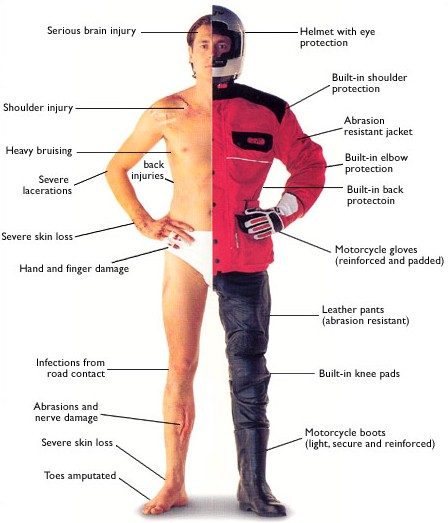 Serious brain injury
Shoulder injury
Heavy bruising
back
injuries
Severe
lacerations
Severe skin loss
Hand and finger damage
Infections from
road contact
Abrasions and
nerve damage
Severe skin loss
Toes amputated
Helmet with eye
protection
Built-in shoulder
protection
Abrasion
resistant jacket
Built-in elbow
protection
Built-in back
protectoin
Motorcycle gloves
(reinforced and padded)
Leather pants
(abrasion resistant)
Built-in knee pads
Motorcycle boots
(light, secure and reinforced)